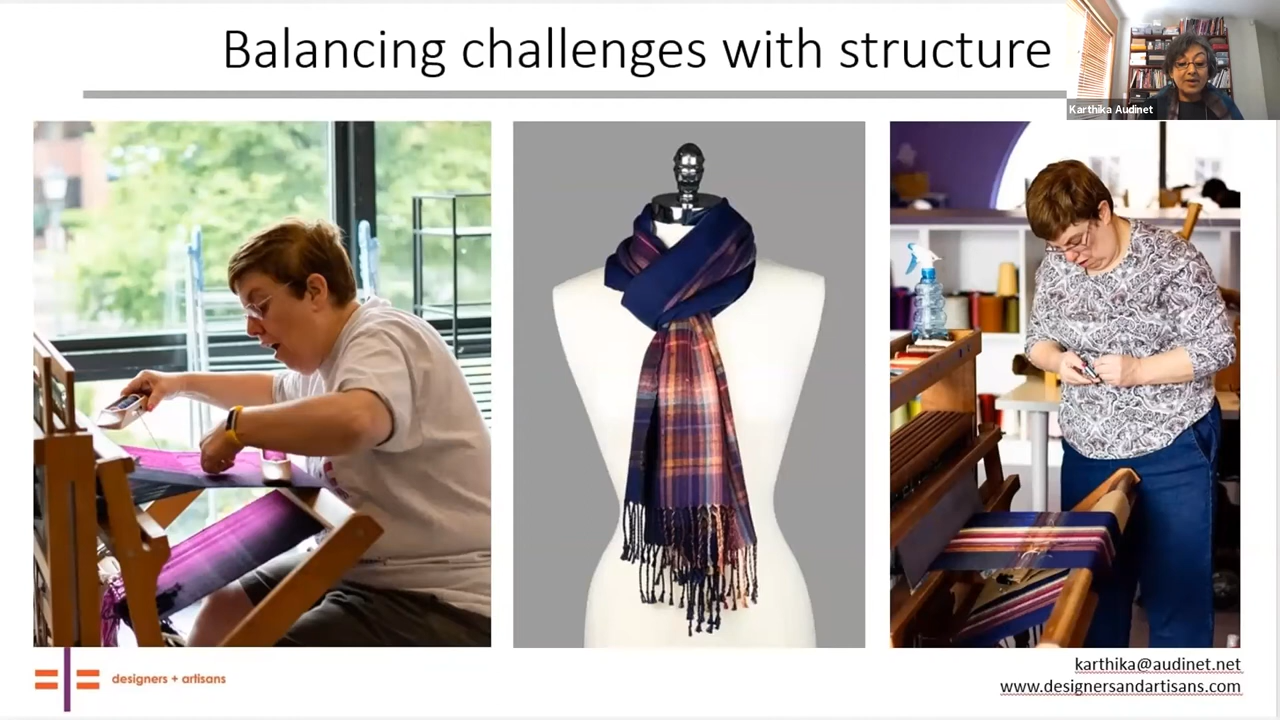 Balancing challenges with structure
Karthika Audinet
designers + artisans
karthika@audinet.net
www.designersandartisans.com